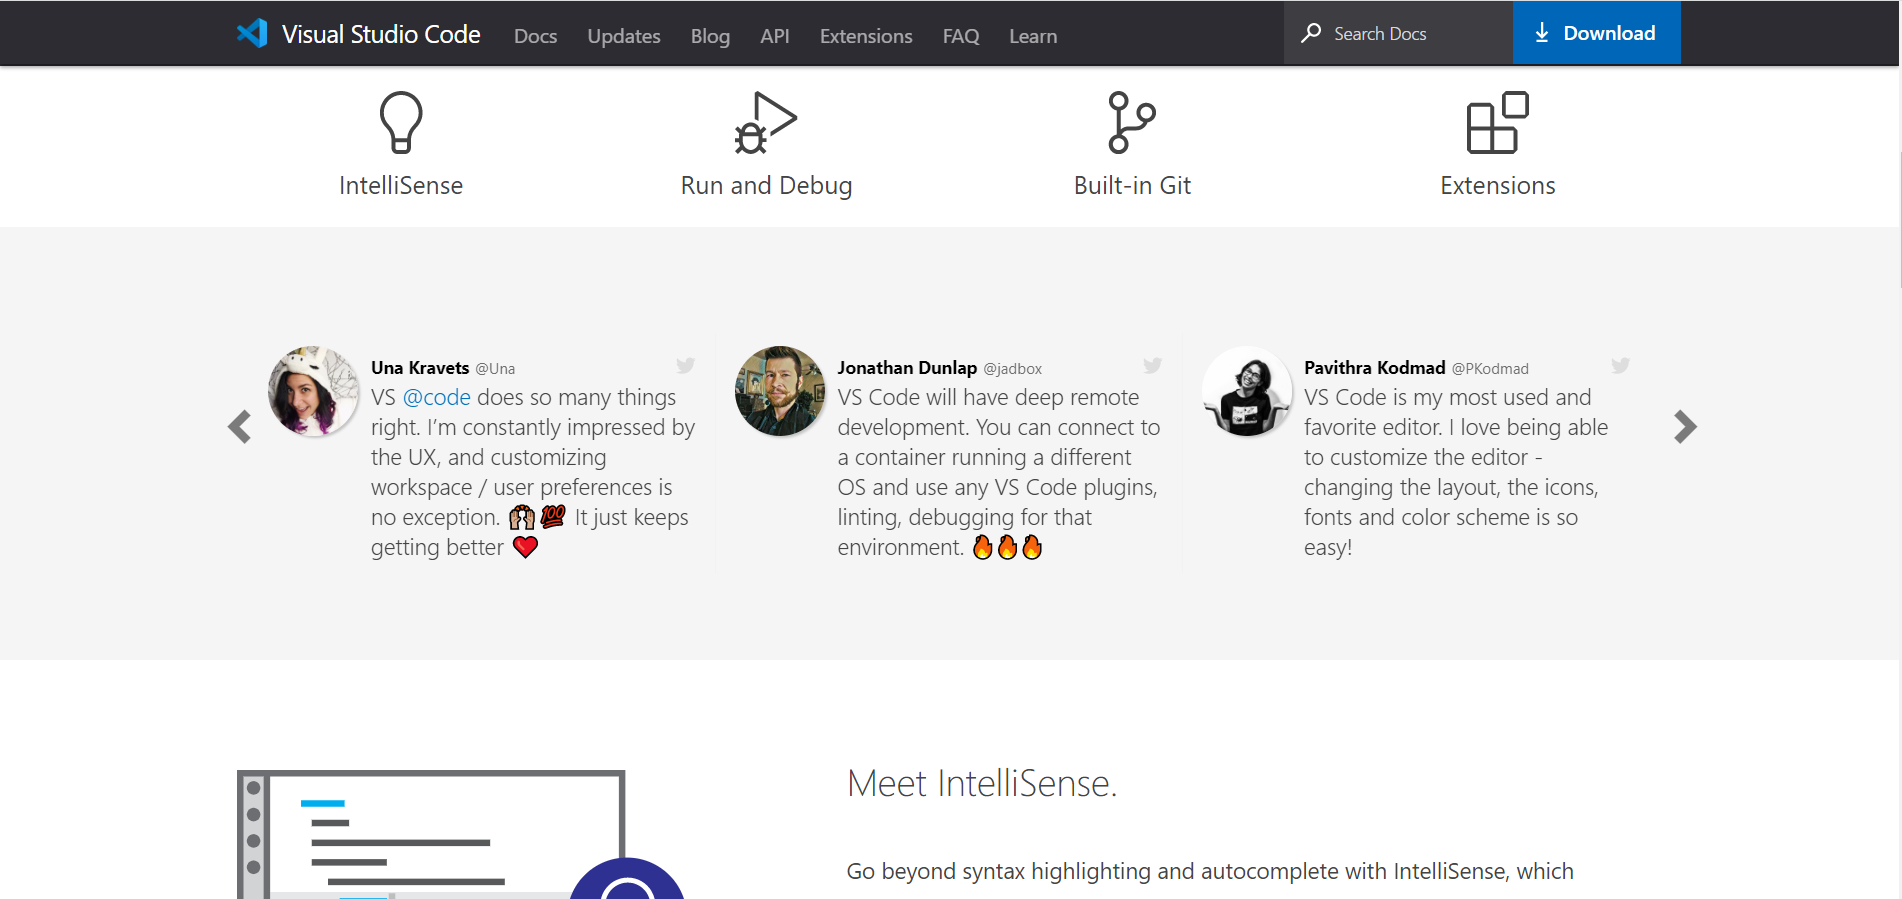 Visual Studio Code Docs Updates Blog API Extensions FAQ Learn Search Docs Download
IntelliSense Run and Debug Built-in Git Extensions
Una Kravets @Una
VS @code does so many things
right. I’m constantly impressed by
the UX, and customizing
workspace / user preferences is
no exception. 🙌🏼💯 It just keeps
getting better ❤️
Jonathan Dunlap @jadbox
VS Code will have deep remote
development. You can connect to
a container running a different
OS and use any VS Code plugins,
linting, debugging for that
environment. 🔥🔥🔥
Pavithra Kodmad @PKodmad
VS Code is my most used and
favorite editor. I love being able
to customize the editor -
changing the layout, the icons,
fonts and color scheme is so
easy!
Meet IntelliSense.
Go beyond syntax highlighting and autocomplete with IntelliSense, which